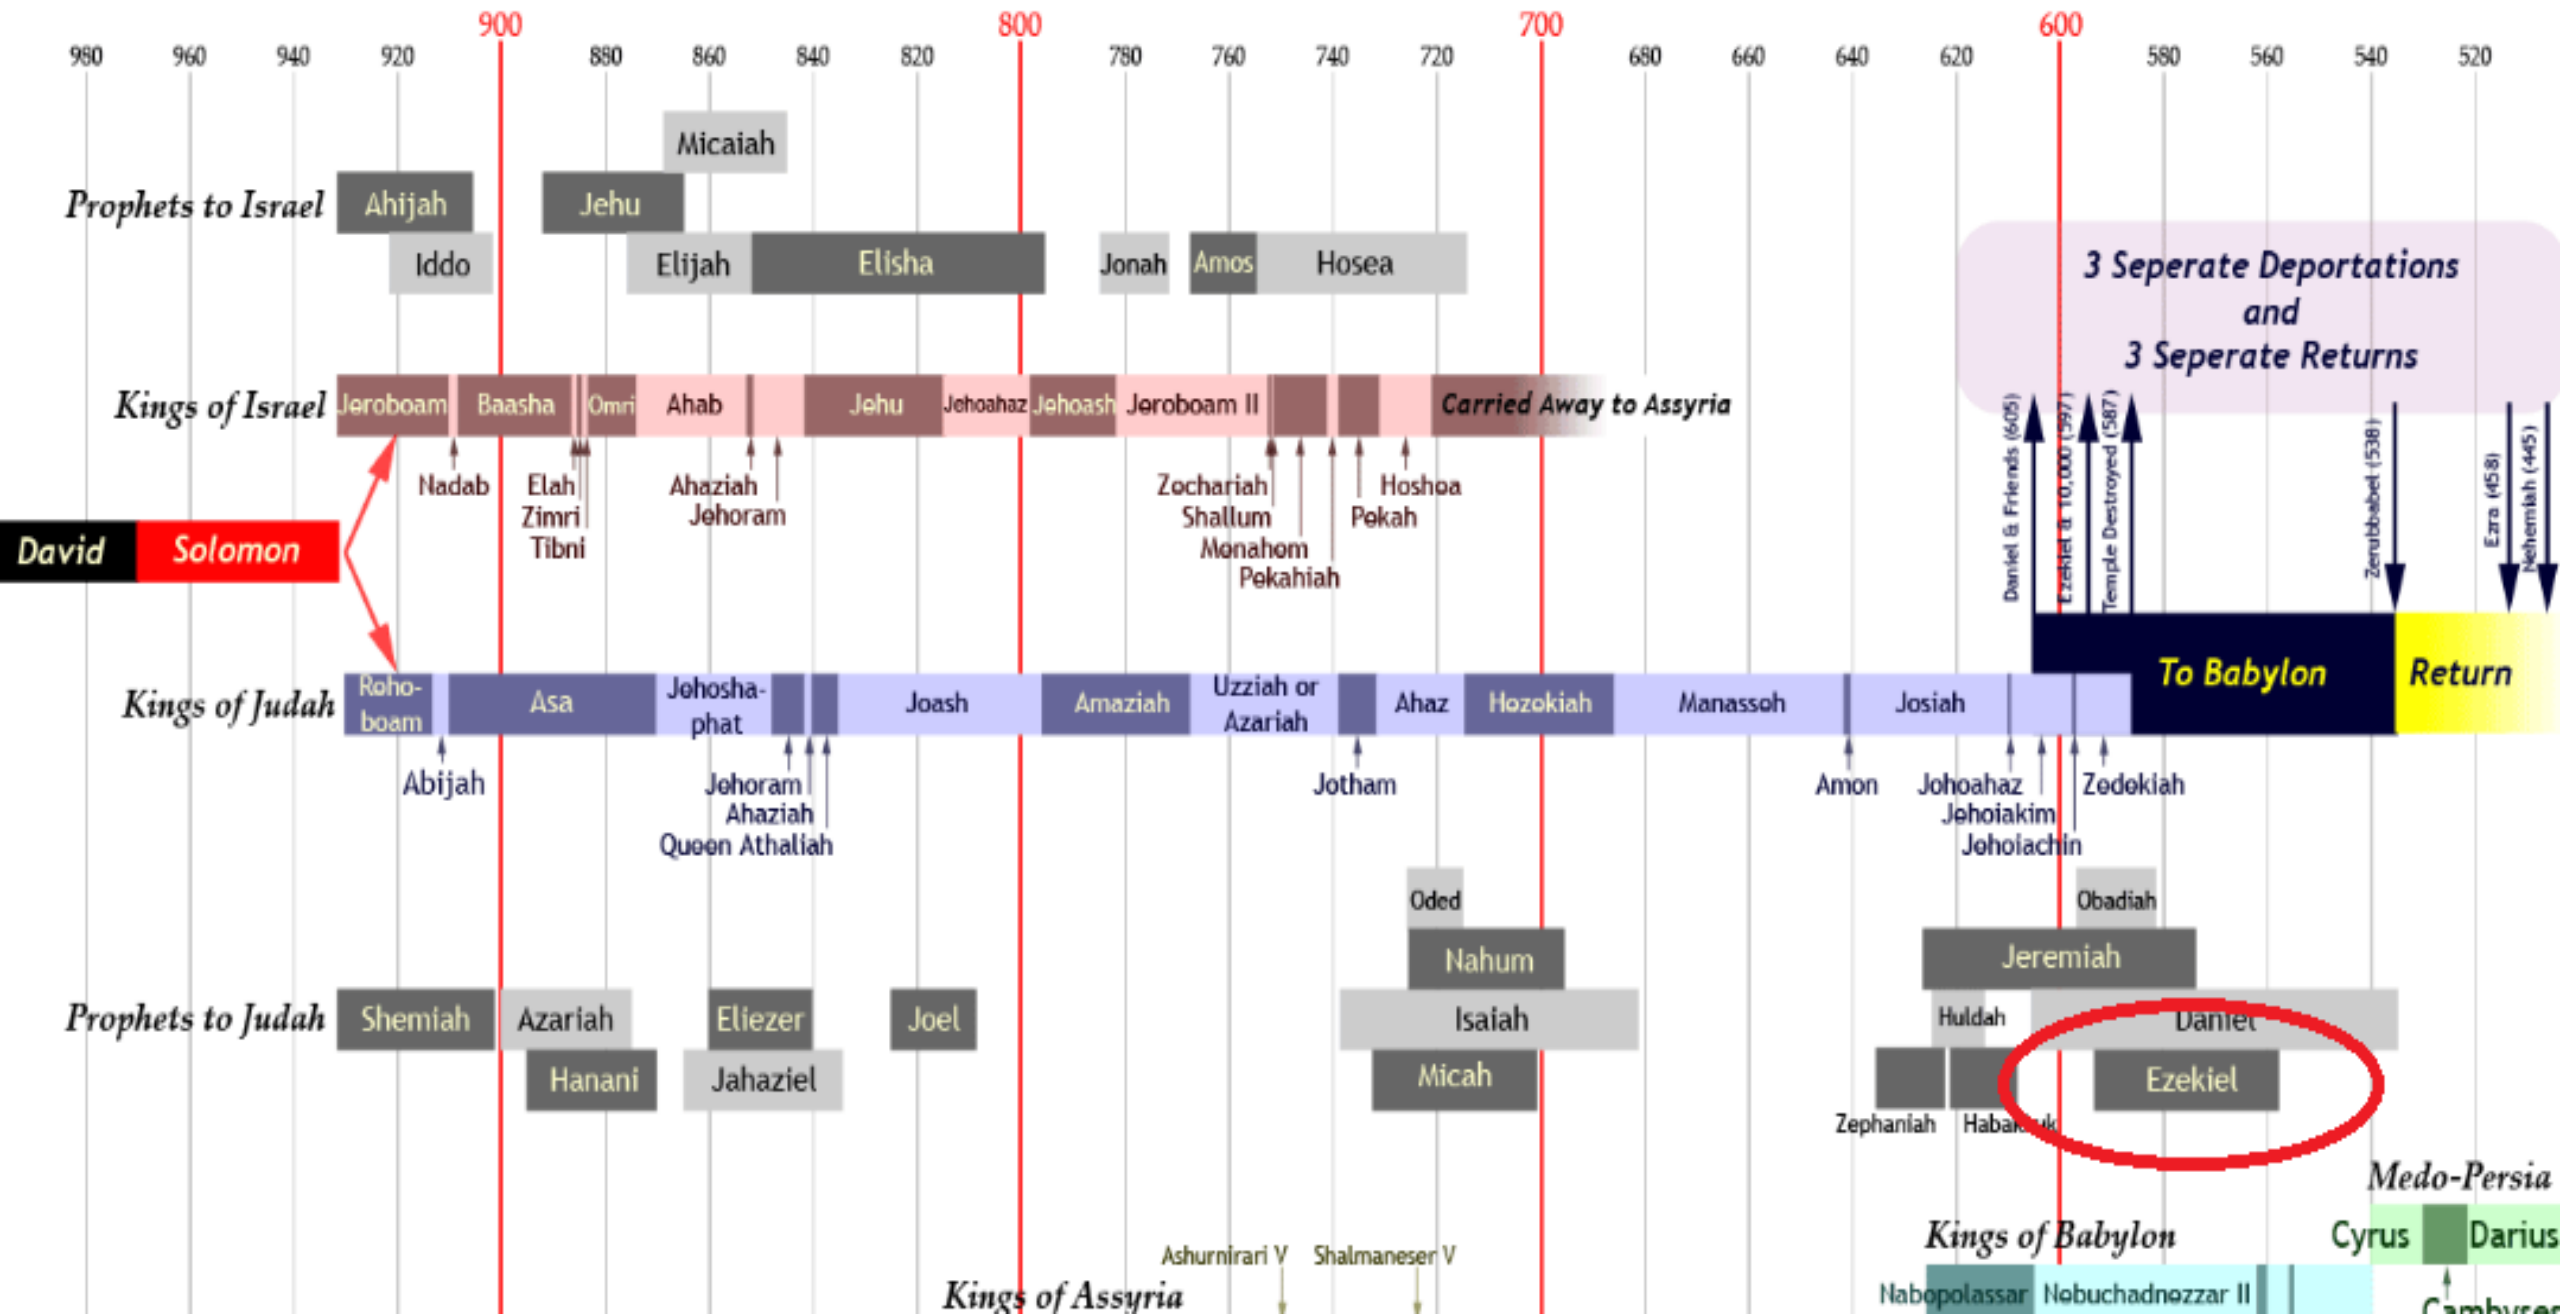 900 800 700 600
980 960 940 920 880 860 840 820 780 760 740 720 680 660 640 620 580 560 540 520
Micaiah
Prophets to Israel Ahijah Jehu
Iddo Elijah Elisha Jonah Amos Hosea
3 Seperate Deportations
and
3 Seperate Returns
Kings of Israel Jeroboam Baasha Omri Ahab Jehu Jehoahaz Jehoash Jeroboam II Carried Away to Assyria
Nadab Elah Ahaziah Zechariah Hoshea
Zimri Jehoram Shallum Pekah
Tibni Menahem
Pekahiah
Daniel & Friends (605)
Ezekiel & 10,000 (597)
Temple Destroyed (587)
Zerubbabel (538)
Ezra (458)
Nehemiah (445)
David Solomon
To Babylon Return
Kings of Judah Reho-
boam Asa Jehosha-
phat Joash Amaziah Uzziah or
Azariah Ahaz Hezekiah Manasseh Josiah
Abijah Jehoram Jotham Amon Johoahaz Zedekiah
Ahaziah Jehoiakim
Queen Athaliah Jehoiachin
Oded Obadiah
Nahum Jeremiah
Prophets to Judah Shemiah Azariah Eliezer Joel Isaiah Huldah Daniel
Hanani Jahaziel Micah Ezekiel
Zephaniah Habakkuk
Medo-Persia
Kings of Babylon Cyrus Darius
Ashurnirari V Shalmaneser V
Kings of Assyria Nabopolassar Nebuchadnezzar II